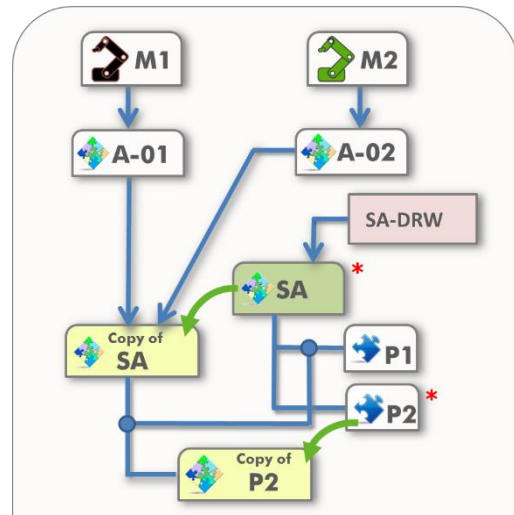 M1
M2
A-01
A-02
SA-DRW
SA *
Copy of
SA
P1
P2 *
Copy of
P2